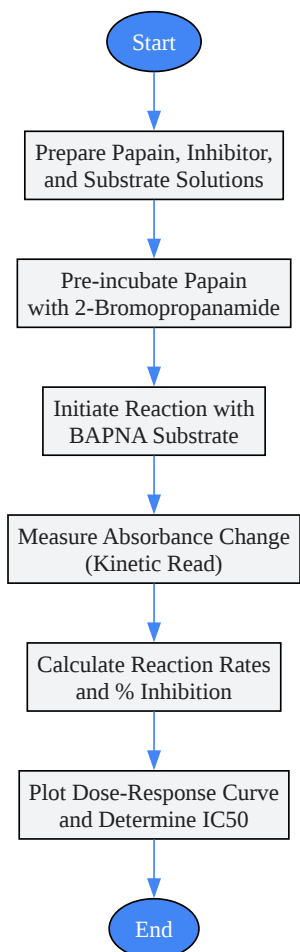 Start
Prepare Papain, Inhibitor,
and Substrate Solutions
Pre-incubate Papain
with 2-Bromopropanamide
Initiate Reaction with
BAPNA Substrate
Measure Absorbance Change
(Kinetic Read)
Calculate Reaction Rates
and % Inhibition
Plot Dose-Response Curve
and Determine IC50
End